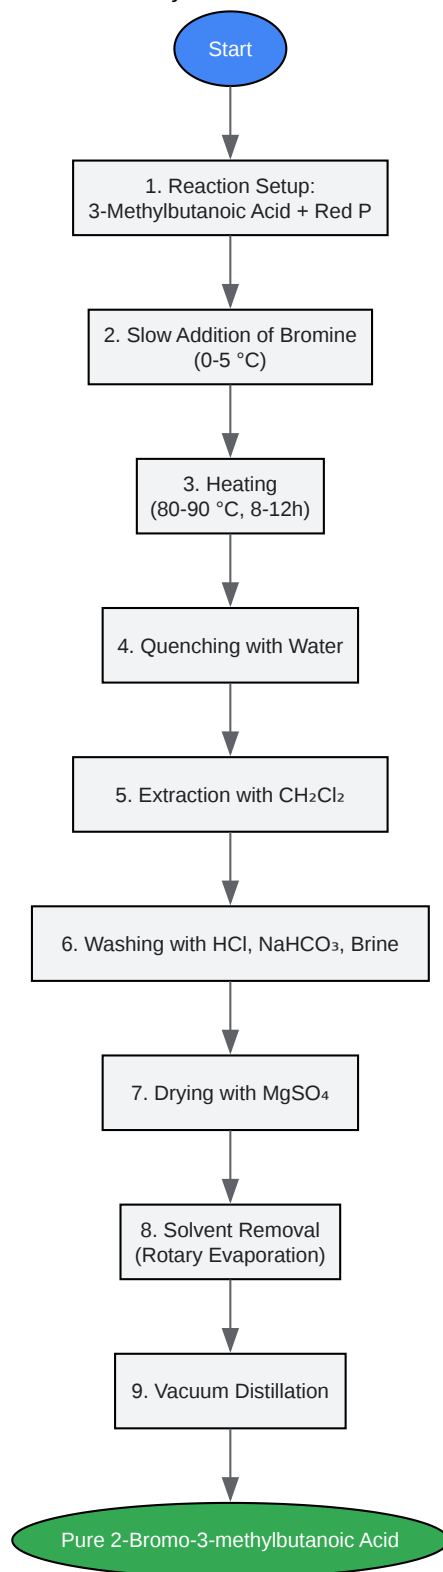 Start
1. Reaction Setup:
3-Methylbutanoic Acid + Red P
2. Slow Addition of Bromine
(0-5 °C)
3. Heating
(80-90 °C, 8-12h)
4. Quenching with Water
5. Extraction with CH₂Cl₂
6. Washing with HCl, NaHCO₃, Brine
7. Drying with MgSO₄
8. Solvent Removal
(Rotary Evaporation)
9. Vacuum Distillation
Pure 2-Bromo-3-methylbutanoic Acid